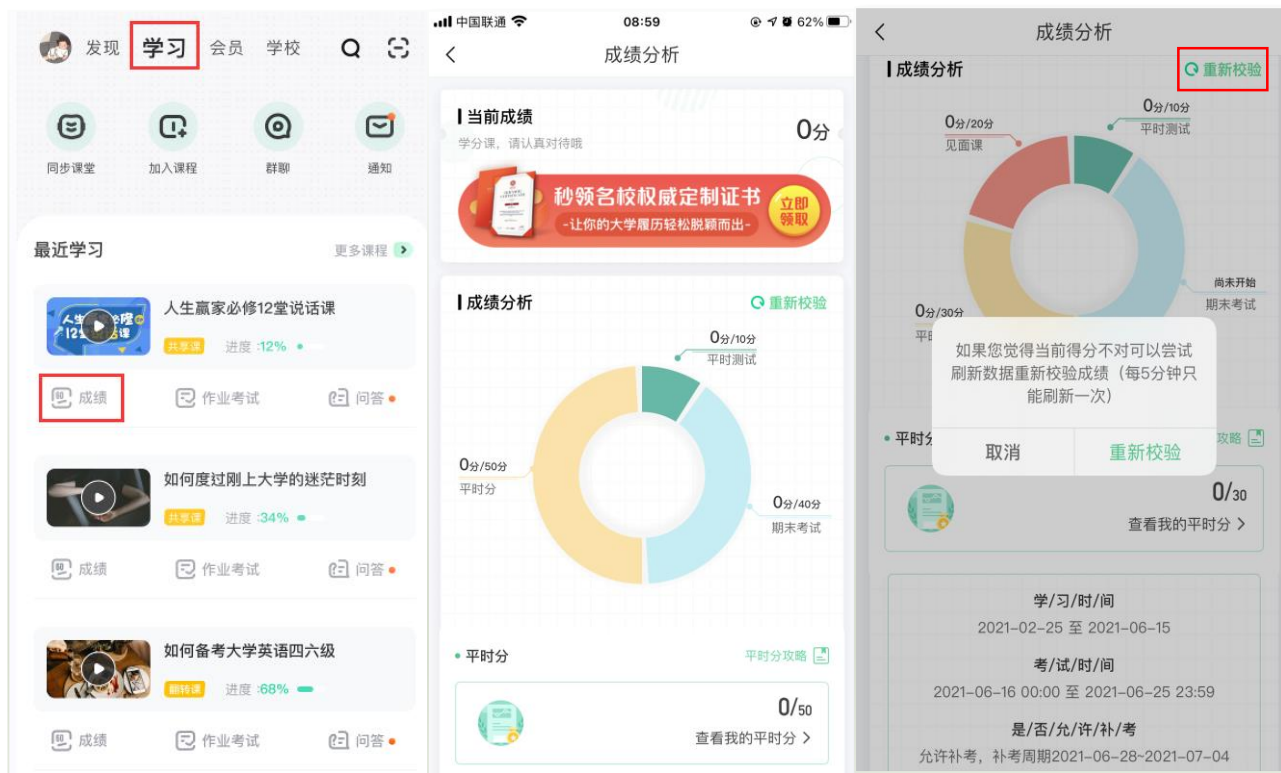 发现 学习 会员 学校
同步课堂 加入课程 群聊 通知
最近学习 更多课程
人生赢家必修12堂说话课
共享课 进度 :12%
成绩 作业考试 问答
如何度过刚上大学的迷茫时刻
共享课 进度 :34%
成绩 作业考试 问答
如何备考大学英语四六级
翻转课 进度 :68%
成绩 作业考试 问答
中国联通 08:59 62%
成绩分析
当前成绩
学分课，请认真对待哦
0分
秒领名校权威定制证书
-让你的大学履历轻松脱颖而出-
立即
领取
成绩分析 重新校验
0分/10分
平时测试
0分/50分
平时分
0分/40分
期末考试
平时分 平时分攻略
0/50
查看我的平时分
成绩分析
成绩分析 重新校验
0分/10分
平时测试
0分/20分
见面课
尚未开始
期末考试
0分/30分
如果您觉得当前得分不对可以尝试
刷新数据重新校验成绩（每5分钟只
能刷新一次）
取消 重新校验
平时分 攻略
0/30
查看我的平时分
学/习/时/间
2021-02-25 至 2021-06-15
考/试/时/间
2021-06-16 00:00 至 2021-06-25 23:59
是/否/允/许/补/考
允许补考，补考周期2021-06-28~2021-07-04